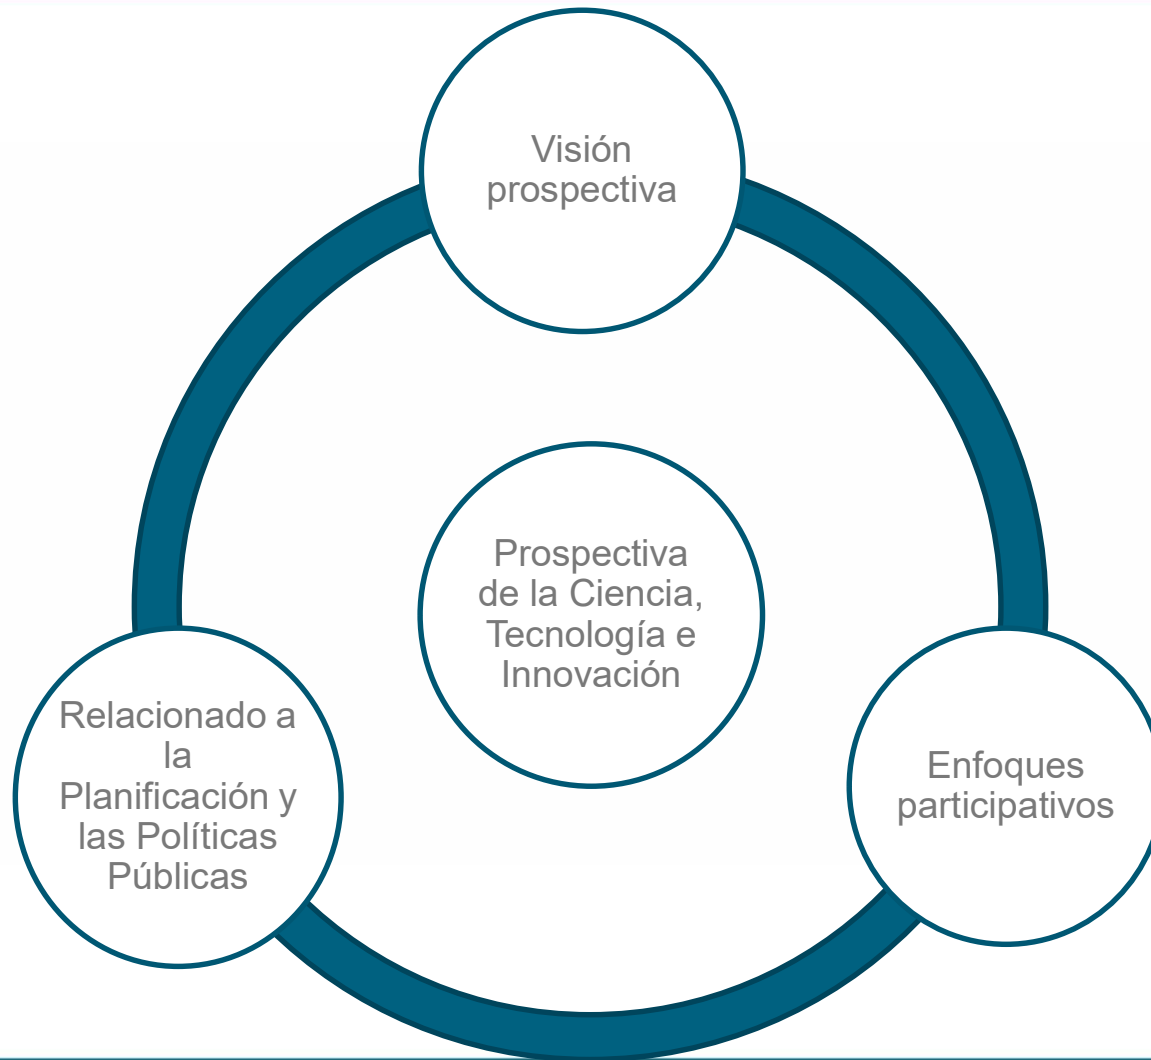 Visión
prospectiva
Prospectiva
de la Ciencia,
Tecnología e
Innovación
Relacionado a
la
Planificación y
las Políticas
Públicas
Enfoques
participativos